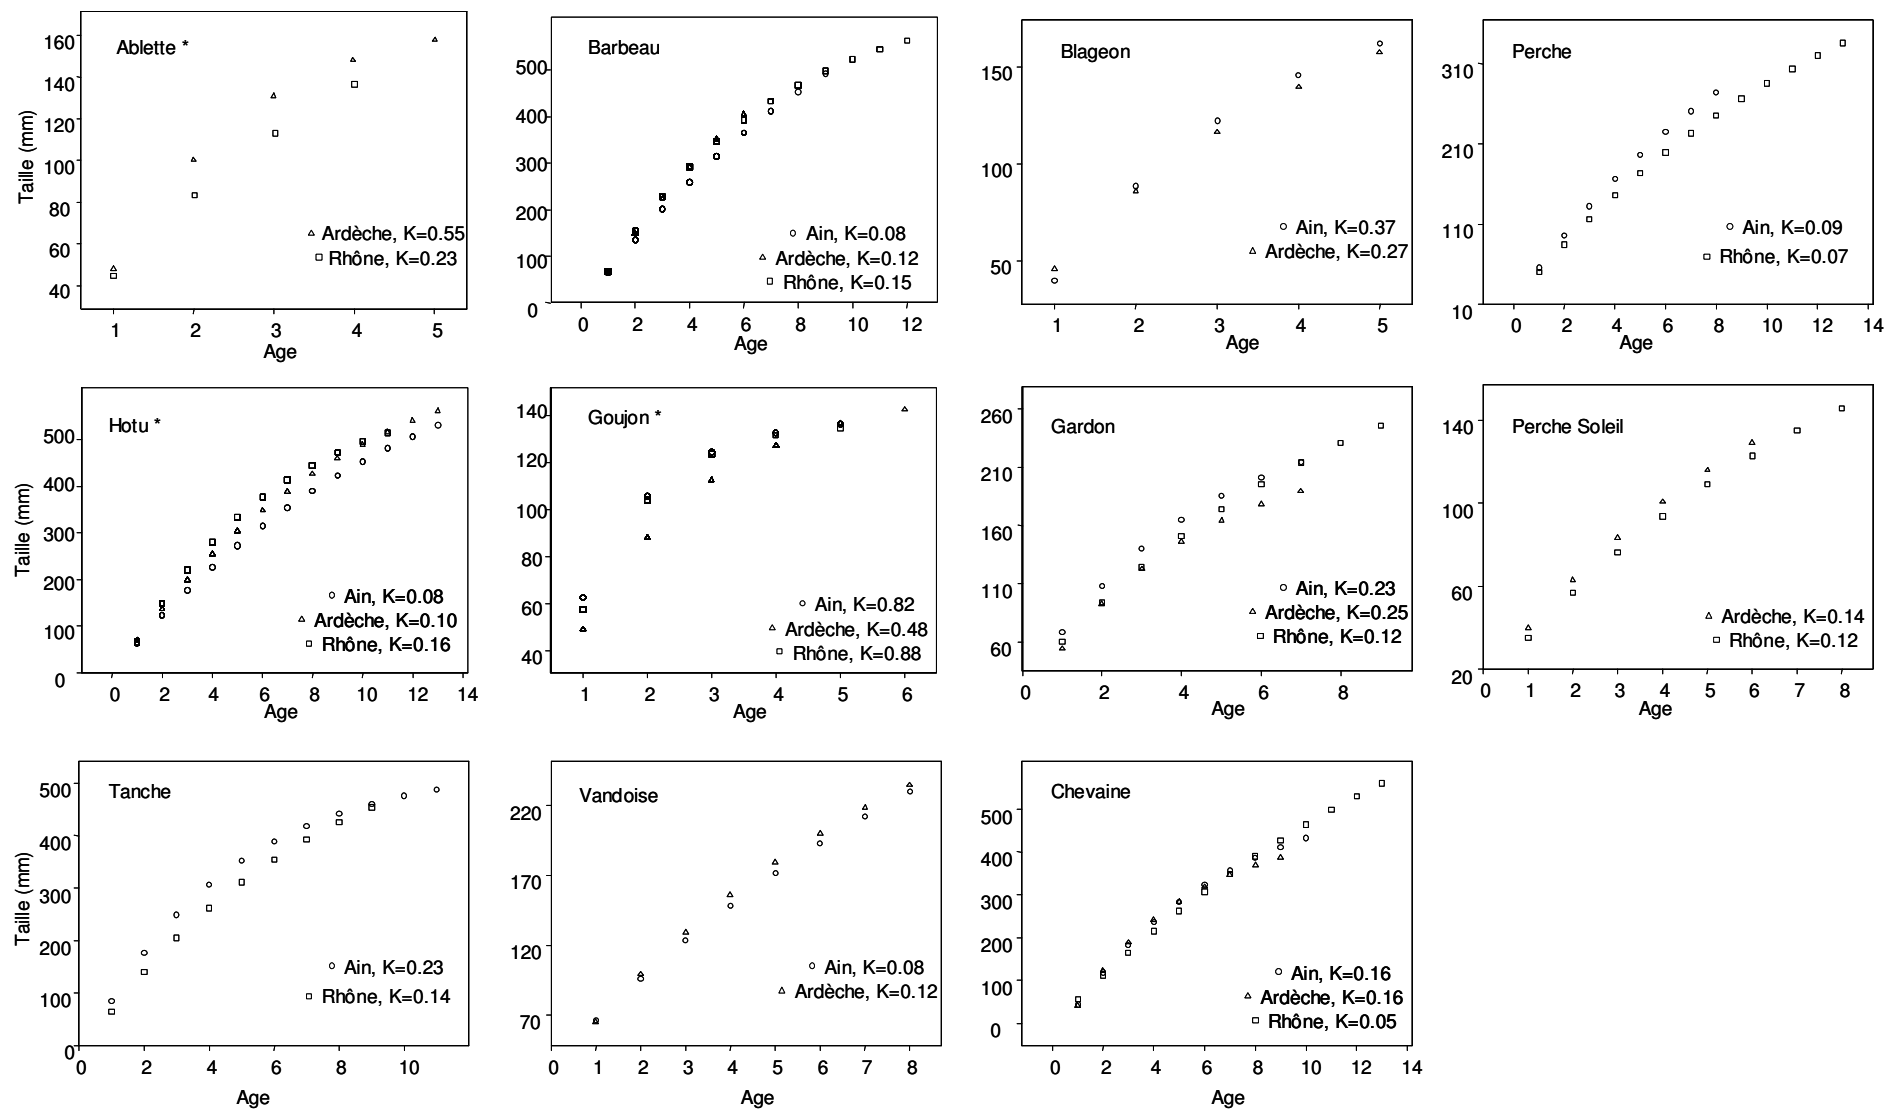 Ablette *
160
140
120
100
80
60
40
Taille (mm)
Ardèche, K=0.55
Rhône, K=0.23
1 2 3 4 5
Age
Barbeau
500
400
300
200
100
0
Ain, K=0.08
Ardèche, K=0.12
Rhône, K=0.15
0 2 4 6 8 10 12
Age
Blageon
150
100
50
Ain, K=0.37
Ardèche, K=0.27
1 2 3 4 5
Age
Perche
310
210
110
10
Ain, K=0.09
Rhône, K=0.07
0 2 4 6 8 10 12 14
Age
Hotu *
500
400
300
200
100
0
Taille (mm)
Ain, K=0.08
Ardèche, K=0.10
Rhône, K=0.16
0 2 4 6 8 10 12 14
Age
Goujon *
140
120
100
80
60
40
Ain, K=0.82
Ardèche, K=0.48
Rhône, K=0.88
1 2 3 4 5 6
Age
Gardon
260
210
160
110
60
Ain, K=0.23
Ardèche, K=0.25
Rhône, K=0.12
0 2 4 6 8
Age
Perche Soleil
140
100
60
20
Ardèche, K=0.14
Rhône, K=0.12
0 1 2 3 4 5 6 7 8
Age
Tanche
500
400
300
200
100
0
Taille (mm)
Ain, K=0.23
Rhône, K=0.14
0 2 4 6 8 10
Age
Vandoise
220
170
120
70
Ain, K=0.08
Ardèche, K=0.12
0 1 2 3 4 5 6 7 8
Age
Chevaine
500
400
300
200
100
0
Ain, K=0.16
Ardèche, K=0.16
Rhône, K=0.05
0 2 4 6 8 10 12 14
Age